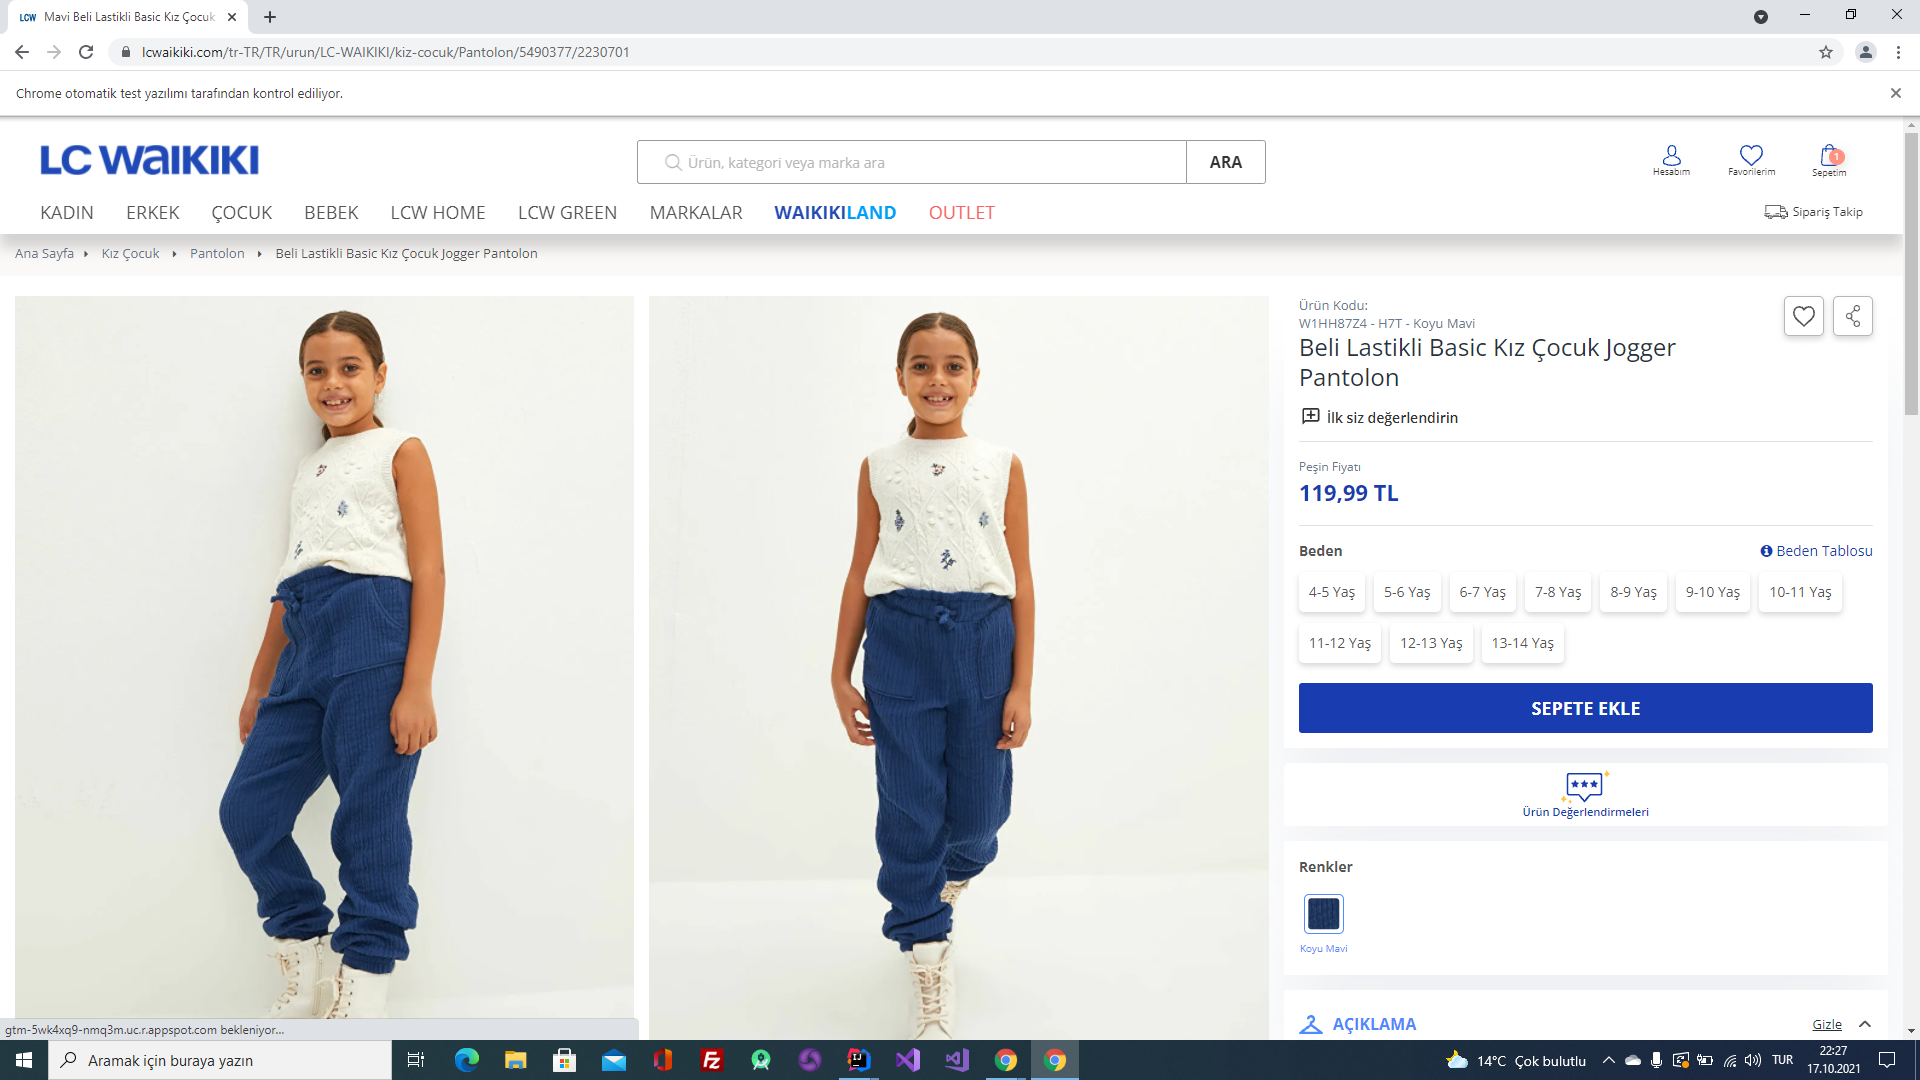 LCW Mavi Beli Lastikli Basic Kız Çocuk
lcwaikiki.com/tr-TR/TR/urun/LC-WAIKIKI/kiz-cocuk/Pantolon/5490377/2230701
Chrome otomatik test yazılımı tarafından kontrol ediliyor.
LC WAIKIKI
Ürün, kategori veya marka ara
ARA
Hesabım
Favorilerim
1
Sepetim
KADIN ERKEK ÇOCUK BEBEK LCW HOME LCW GREEN MARKALAR WAIKIKILAND OUTLET
Sipariş Takip
Ana Sayfa Kız Çocuk Pantolon Beli Lastikli Basic Kız Çocuk Jogger Pantolon
Ürün Kodu:
W1HH87Z4 - H7T - Koyu Mavi
Beli Lastikli Basic Kız Çocuk Jogger
Pantolon
İlk siz değerlendirin
Peşin Fiyatı
119,99 TL
Beden
Beden Tablosu
4-5 Yaş 5-6 Yaş 6-7 Yaş 7-8 Yaş 8-9 Yaş 9-10 Yaş 10-11 Yaş
11-12 Yaş 12-13 Yaş 13-14 Yaş
SEPETE EKLE
Ürün Değerlendirmeleri
Renkler
Koyu Mavi
AÇIKLAMA
Gizle
gtm-5wk4xq9-nmq3m.uc.r.appspot.com bekleniyor...
Aramak için buraya yazın
14°C Çok bulutlu
TUR
22:27
17.10.2021